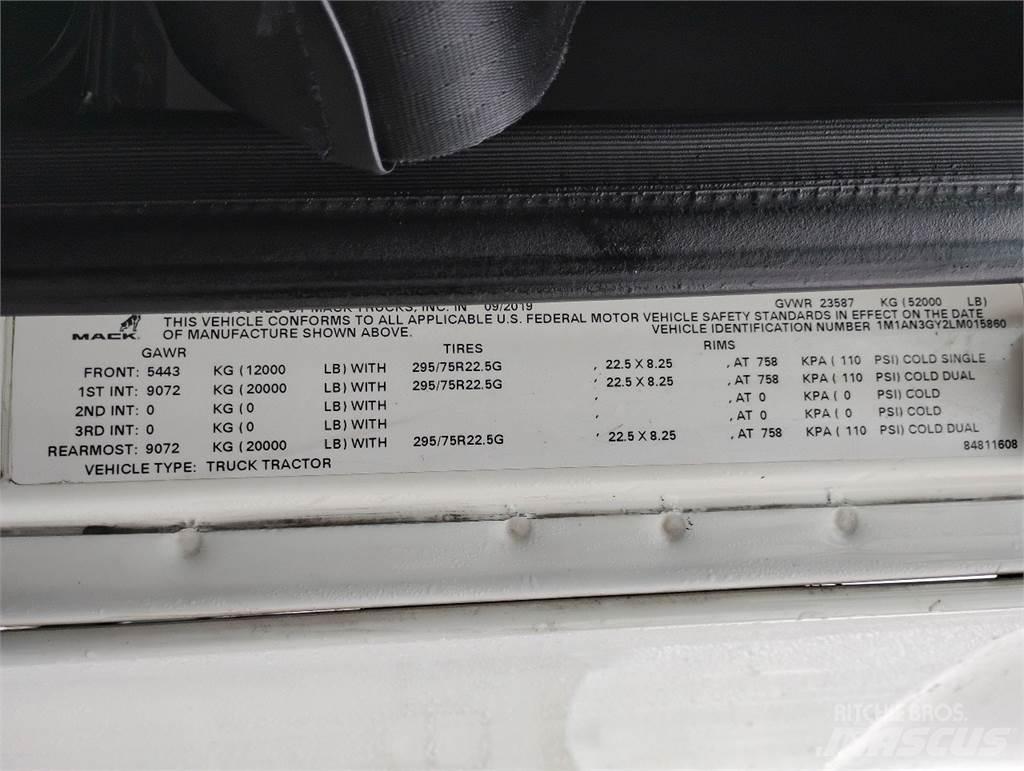 BY MACK TRUCKS, INC. IN 09/2019 GVWR 23587 KG (52000 LB)
MACK. THIS VEHICLE CONFORMS TO ALL APPLICABLE U.S. FEDERAL MOTOR VEHICLE SAFETY STANDARDS IN EFFECT ON THE DATE
OF MANUFACTURE SHOWN ABOVE. VEHICLE IDENTIFICATION NUMBER 1M1AN3GY2LM015860
GAWR TIRES RIMS
FRONT: 5443 KG (12000 LB) WITH 295/75R22.5G , 22.5 X 8.25 , AT 758 KPA ( 110 PSI) COLD SINGLE
1ST INT: 9072 KG (20000 LB) WITH 295/75R22.5G , 22.5 X 8.25 , AT 758 KPA ( 110 PSI) COLD DUAL
2ND INT: 0 KG (0 LB) WITH , , AT 0 KPA ( 0 PSI) COLD
3RD INT: 0 KG (0 LB) WITH , , AT 0 KPA ( 0 PSI) COLD
REARMOST: 9072 KG (20000 LB) WITH 295/75R22.5G , 22.5 X 8.25 , AT 758 KPA ( 110 PSI) COLD DUAL
VEHICLE TYPE: TRUCK TRACTOR 84811608
RITCHIE BROS.
MASCUS